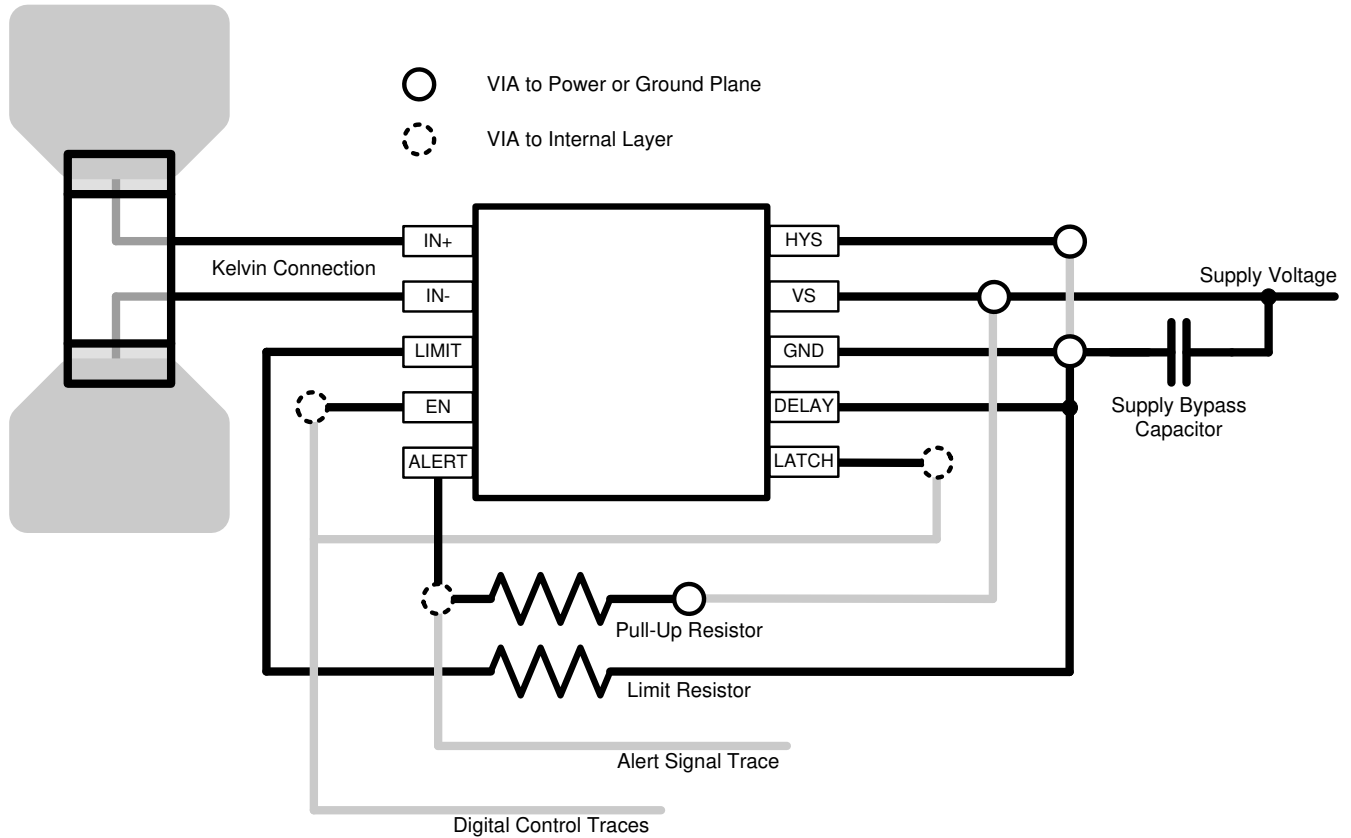 VIA to Power or Ground Plane
VIA to Internal Layer
IN+
HYS
Kelvin Connection
Supply Voltage
IN-
VS
LIMIT
GND
EN
DELAY
Supply Bypass
Capacitor
ALERT
LATCH
Pull-Up Resistor
Limit Resistor
Alert Signal Trace
Digital Control Traces